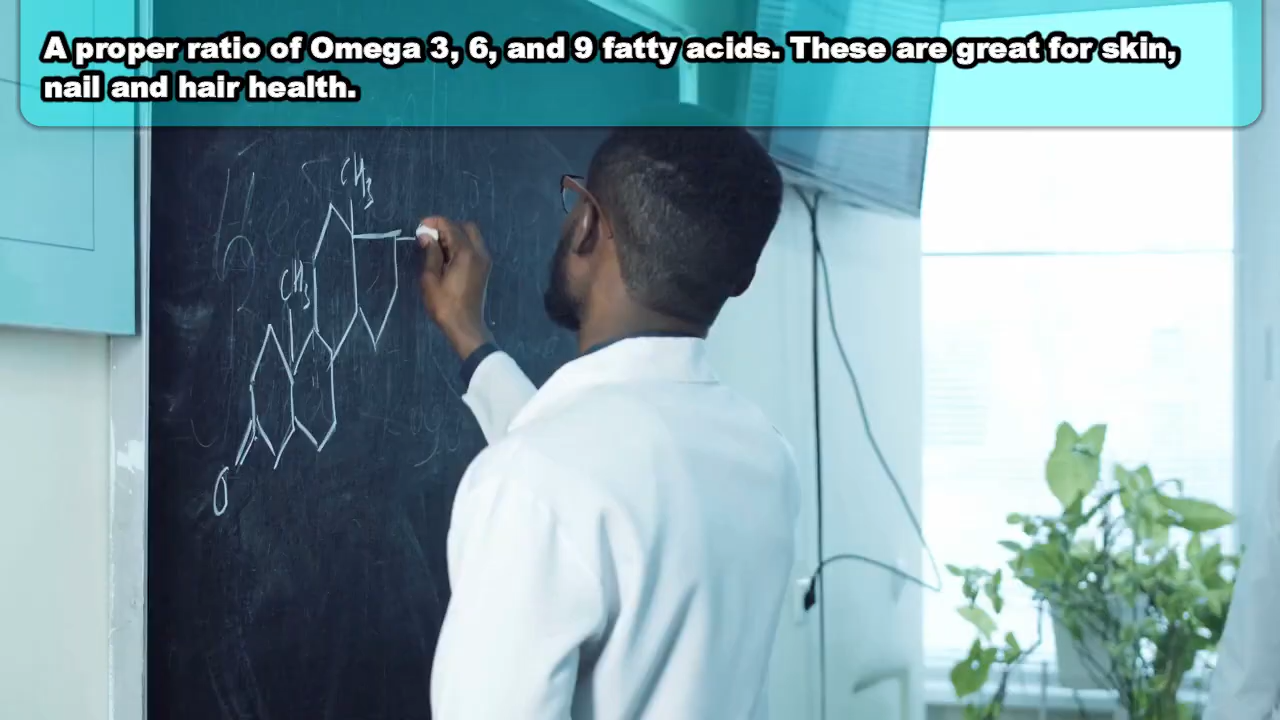 A proper ratio of Omega 3, 6, and 9 fatty acids. These are great for skin,
nail and hair health.
CH3
CH3
O